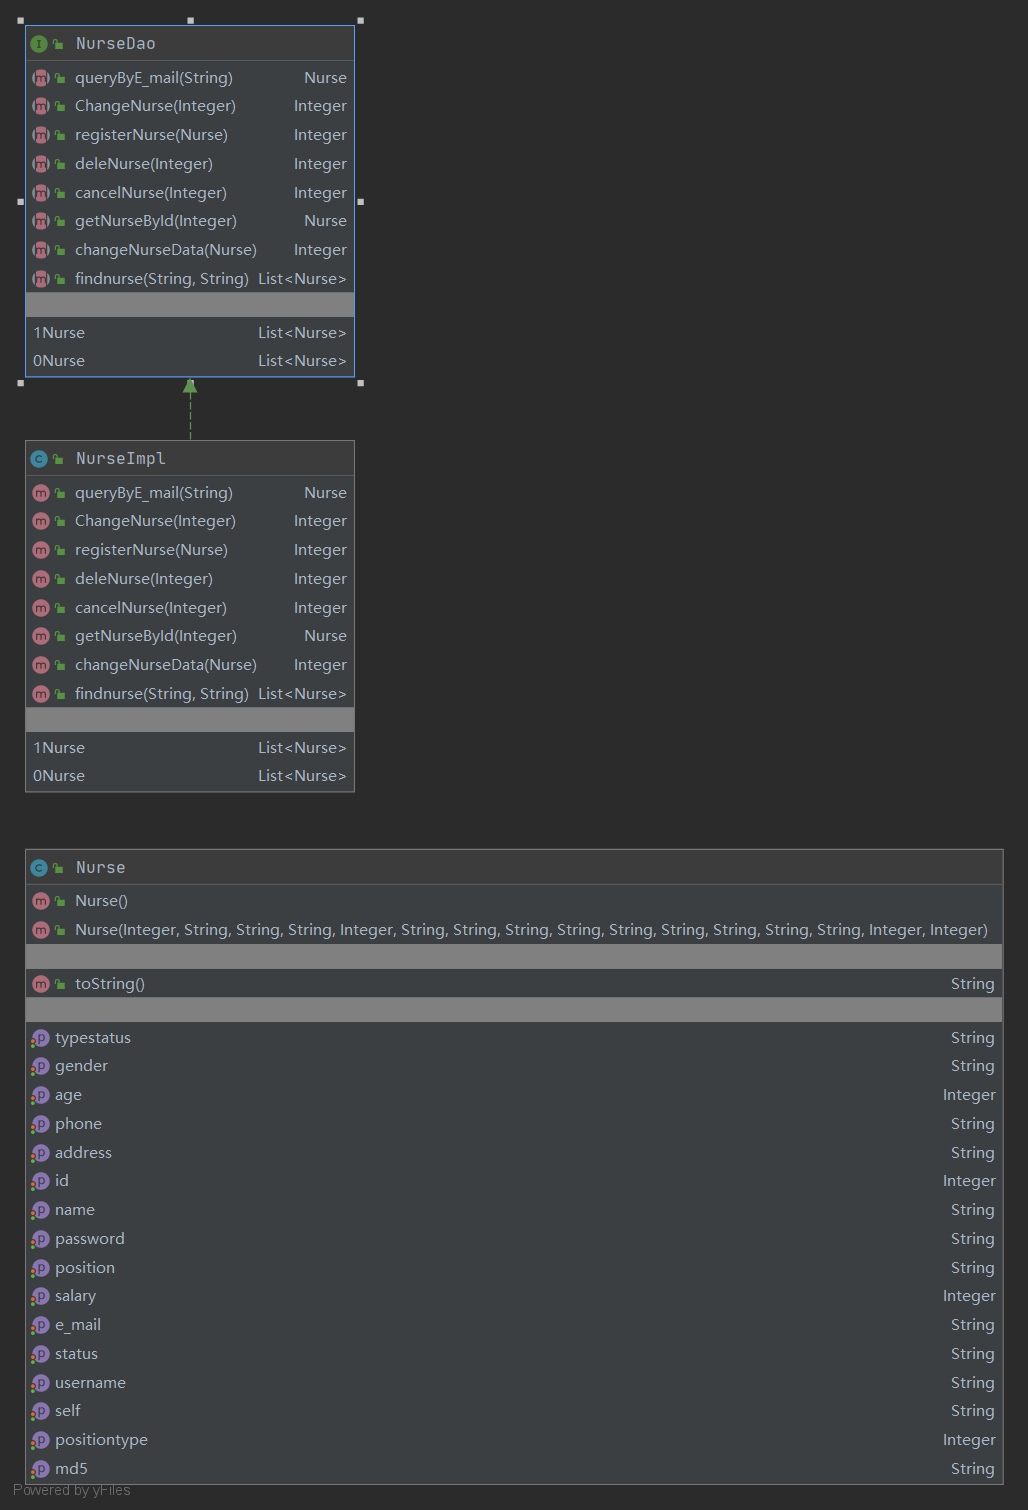 NurseDao
queryByE_mail(String) Nurse
ChangeNurse(Integer) Integer
registerNurse(Nurse) Integer
deleNurse(Integer) Integer
cancelNurse(Integer) Integer
getNurseById(Integer) Nurse
changeNurseData(Nurse) Integer
findnurse(String, String) List<Nurse>
1Nurse List<Nurse>
0Nurse List<Nurse>
NurseImpl
queryByE_mail(String) Nurse
ChangeNurse(Integer) Integer
registerNurse(Nurse) Integer
deleNurse(Integer) Integer
cancelNurse(Integer) Integer
getNurseById(Integer) Nurse
changeNurseData(Nurse) Integer
findnurse(String, String) List<Nurse>
1Nurse List<Nurse>
0Nurse List<Nurse>
Nurse
Nurse()
Nurse(Integer, String, String, String, Integer, String, String, String, String, String, String, String, String, String, Integer, Integer)
toString() String
typestatus String
gender String
age Integer
phone String
address String
id Integer
name String
password String
position String
salary Integer
e_mail String
status String
username String
self String
positiontype Integer
md5 String
Powered by yFiles